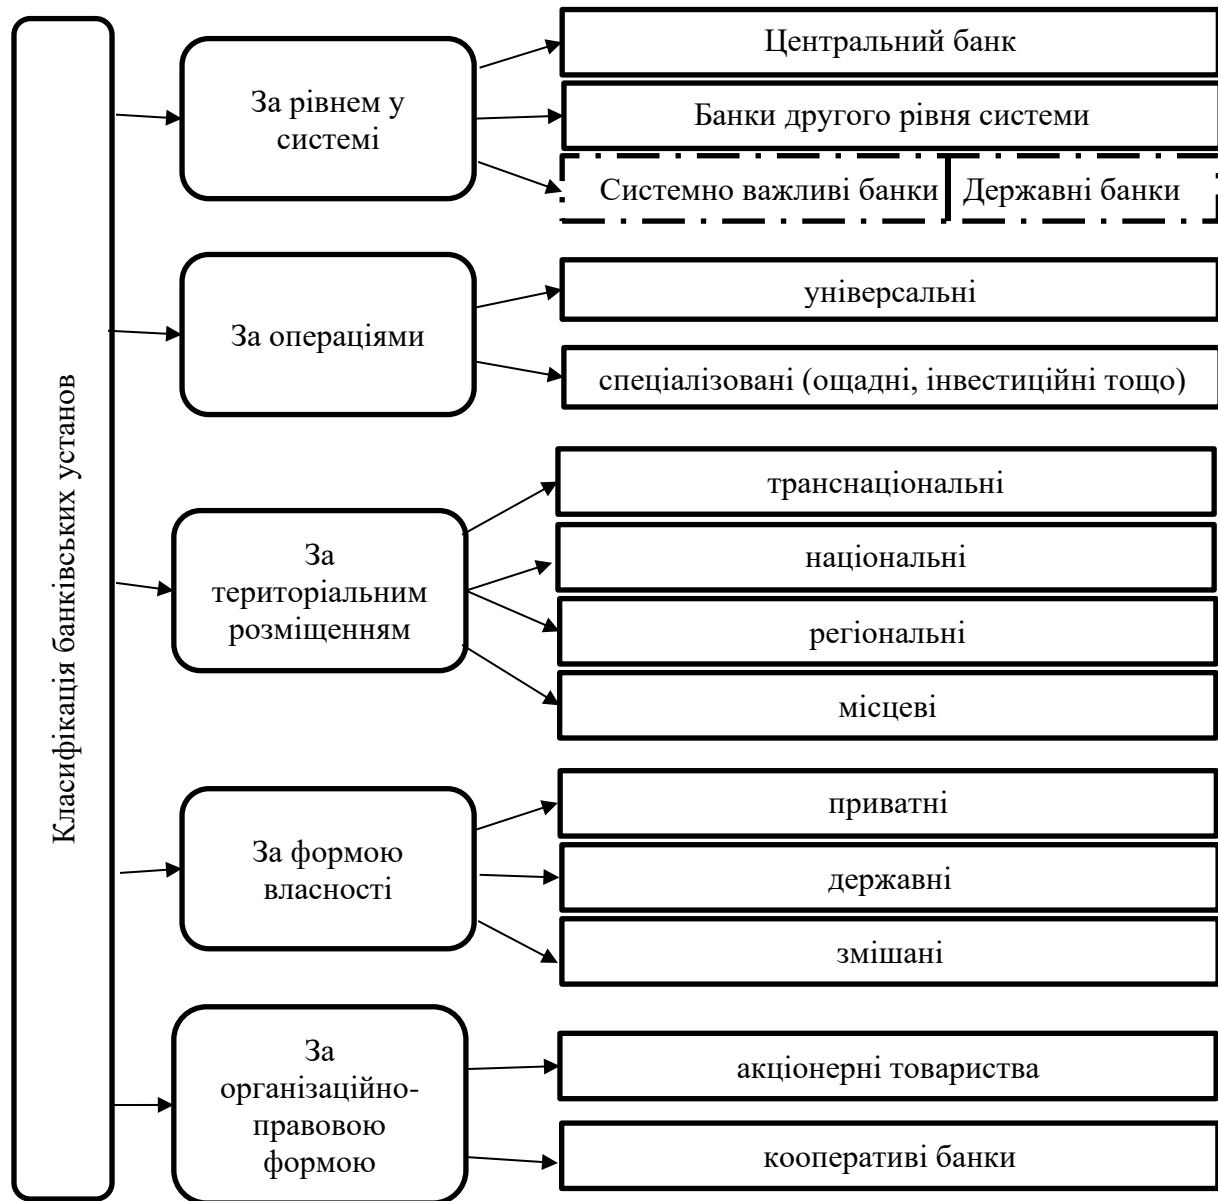 Класифікація банківських установ
За рівнем у
системі
Центральний банк
Банки другого рівня системи
Системно важливі банки
Державні банки
За операціями
універсальні
спеціалізовані (ощадні, інвестиційні тощо)
За
територіальним
розміщенням
транснаціональні
національні
регіональні
місцеві
За формою
власності
приватні
державні
змішані
За
організаційно-
правовою
формою
акціонерні товариства
кооперативі банки